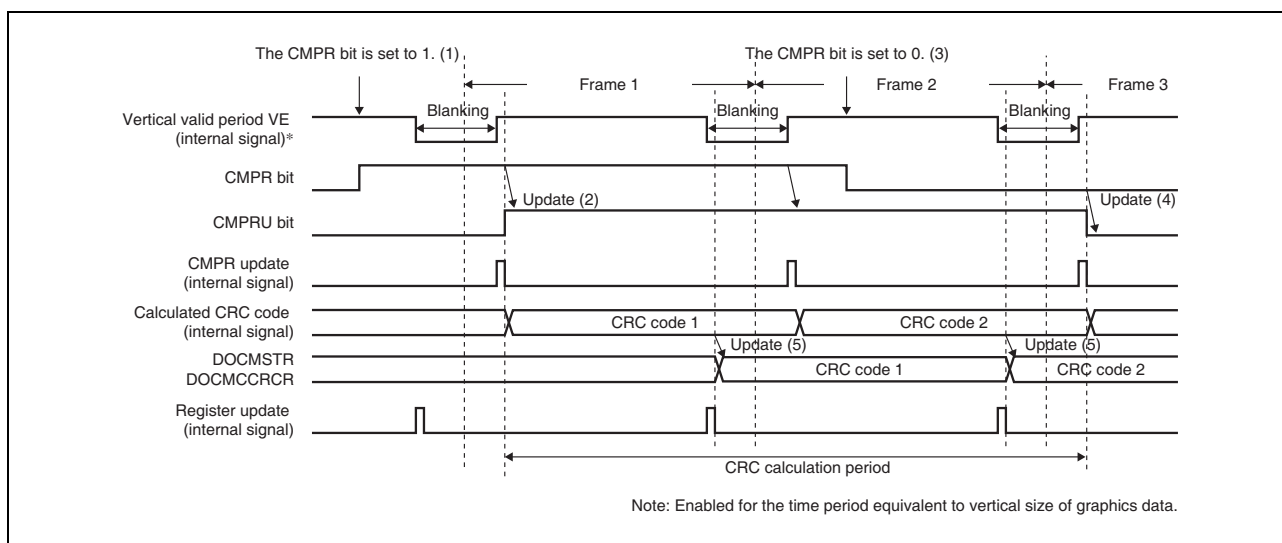 The CMPR bit is set to 1. (1)
The CMPR bit is set to 0. (3)
Frame 1
Frame 2
Frame 3
Blanking
Blanking
Blanking
Vertical valid period VE
(internal signal)*
CMPR bit
Update (2)
Update (4)
CMPRU bit
CMPR update
(internal signal)
Calculated CRC code
(internal signal)
CRC code 1
CRC code 2
Update (5)
Update (5)
DOCMSTR
DOCMCCRCR
CRC code 1
CRC code 2
Register update
(internal signal)
CRC calculation period
Note: Enabled for the time period equivalent to vertical size of graphics data.